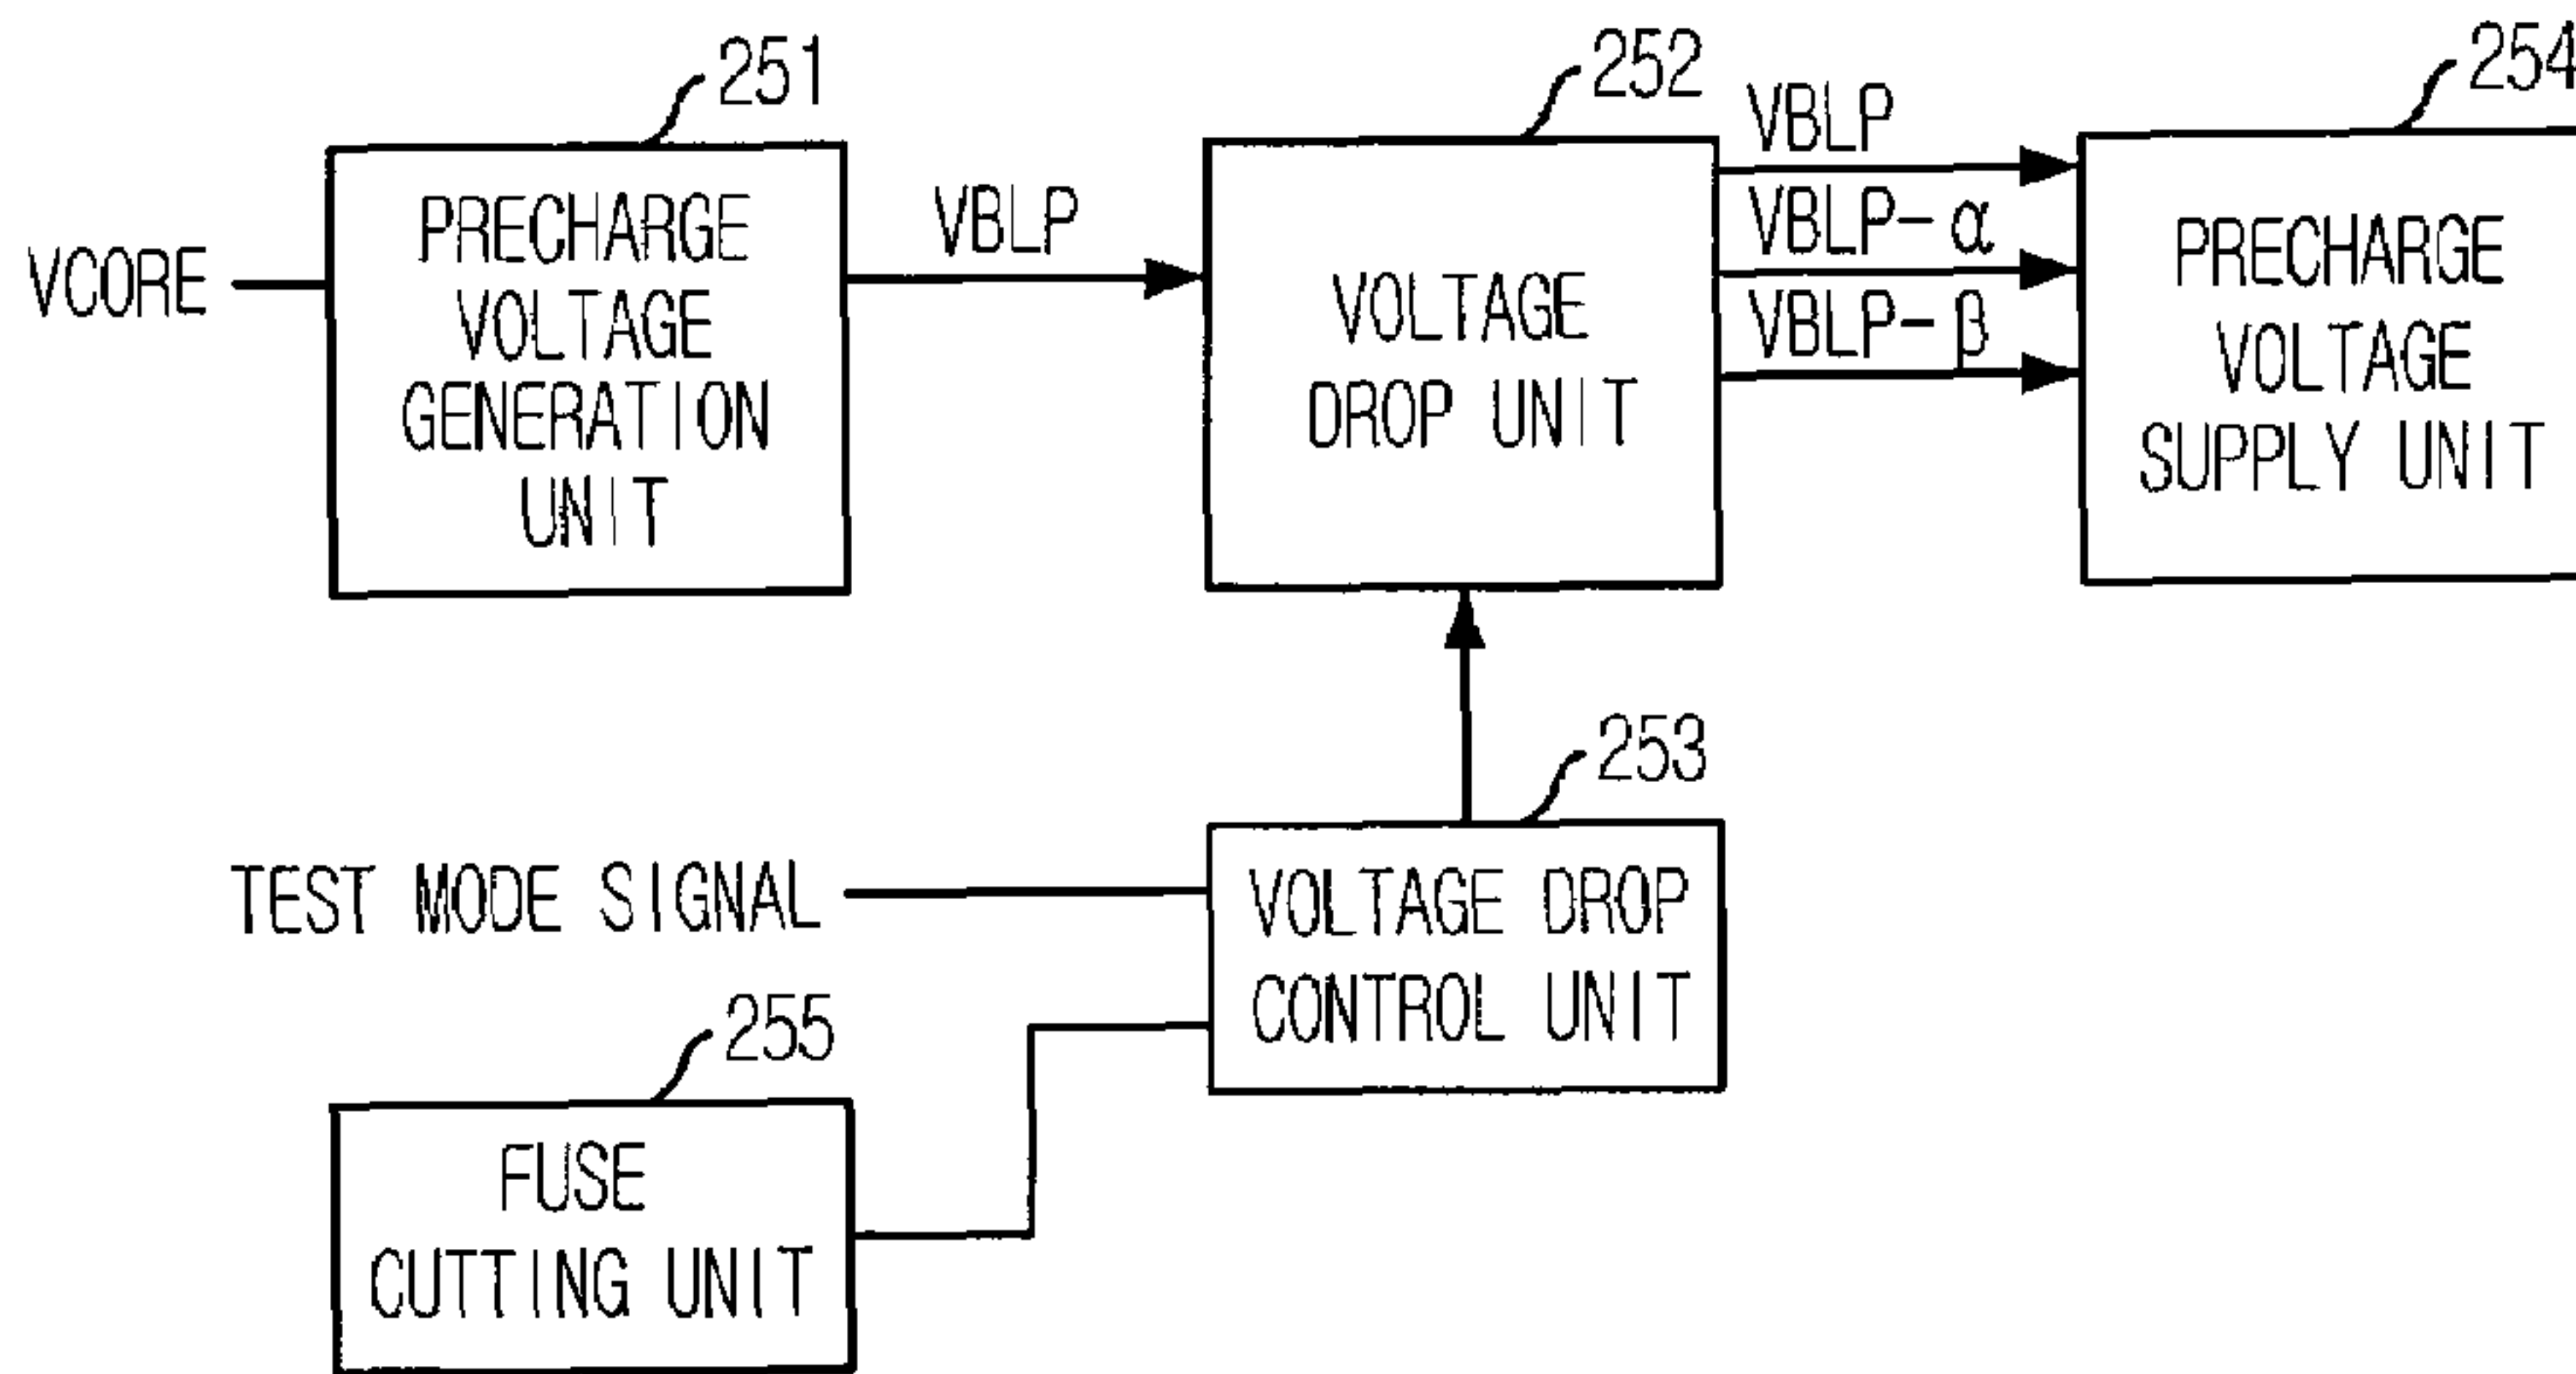 251
252
254
VCORE
PRECHARGE
VOLTAGE
GENERATION
UNIT
VBLP
VOLTAGE
DROP UNIT
VBLP
VBLP-α
VBLP-β
PRECHARGE
VOLTAGE
SUPPLY UNIT
253
TEST MODE SIGNAL
VOLTAGE DROP
CONTROL UNIT
255
FUSE
CUTTING UNIT